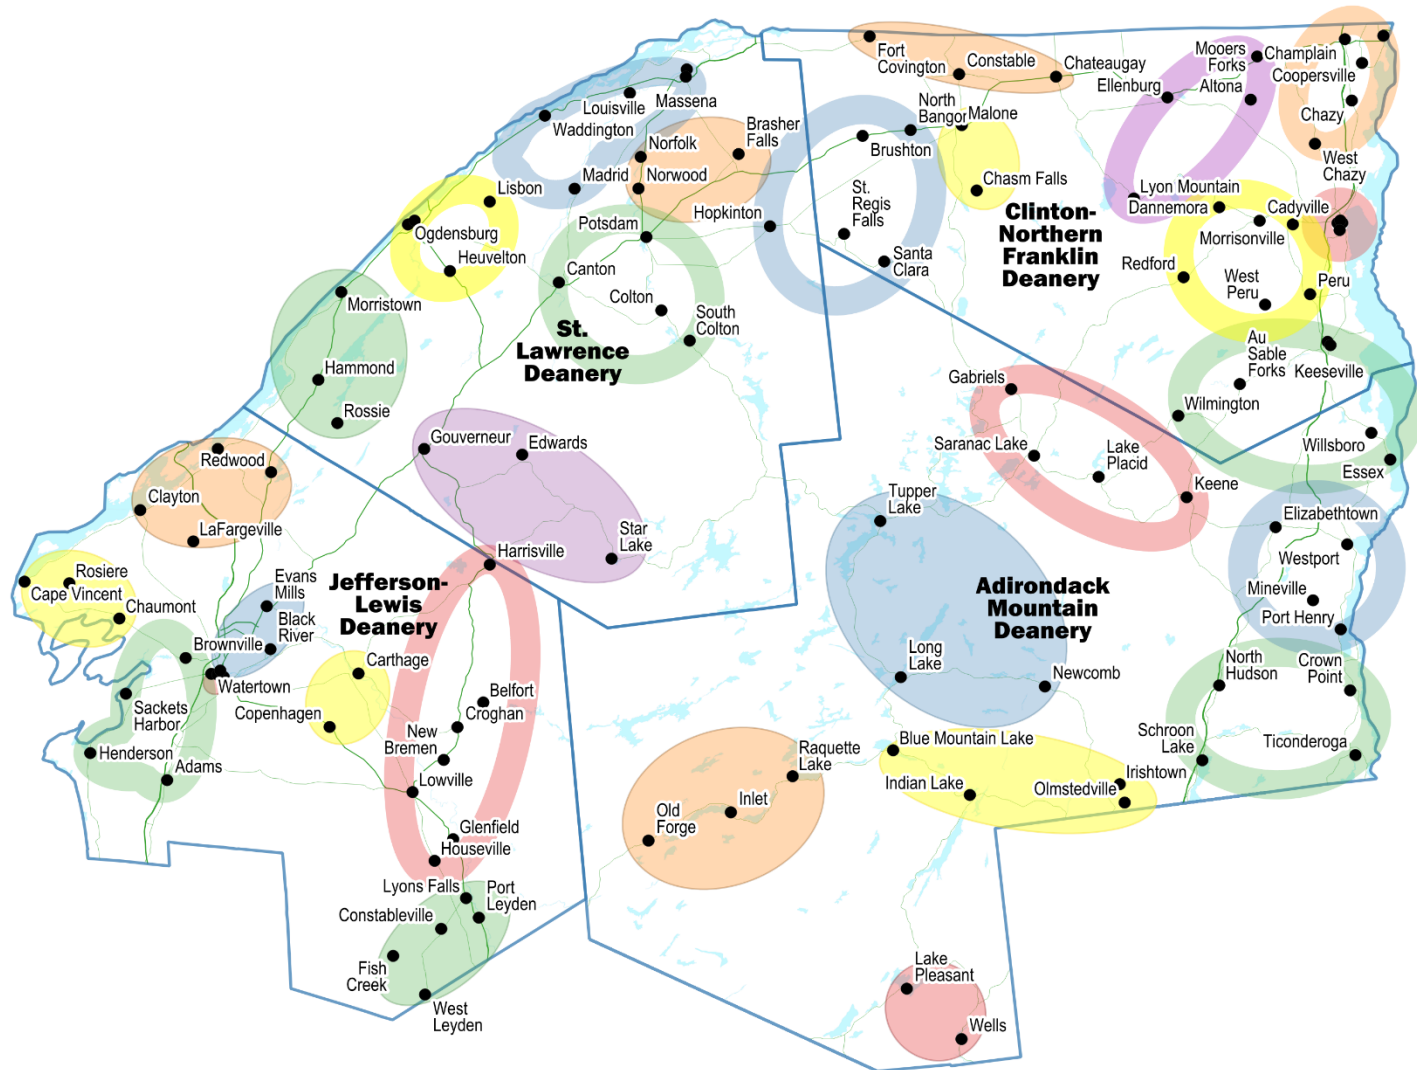 Fort
Covington
Constable
Chateaugay
Mooers
Forks
Champlain
Coopersville
Ellenburg
Altona
Chazy
West
Chazy
Massena
Louisville
Waddington
North
Bangor
Malone
Brushton
Brasher
Falls
Norfolk
Madrid
Norwood
Chasm Falls
Lisbon
Ogdensburg
Heuvelton
Potsdam
Hopkinton
St.
Regis
Falls
Santa
Clara
Clinton-
Northern
Franklin
Deanery
Lyon Mountain
Dannemora
Cadyville
Morrisonville
Redford
West
Peru
Peru
Canton
Colton
South
Colton
St.
Lawrence
Deanery
Morristown
Hammond
Rossie
Au
Sable
Forks
Keeseville
Gabriels
Wilmington
Willsboro
Essex
Saranac Lake
Lake
Placid
Keene
Gouverneur
Edwards
Star
Lake
Redwood
Clayton
LaFargeville
Tupper
Lake
Elizabethtown
Westport
Mineville
Port Henry
Harrisville
Jefferson-
Lewis
Deanery
Adirondack
Mountain
Deanery
Rosiere
Cape Vincent
Chaumont
Evans
Mills
Black
River
Brownville
Watertown
Carthage
Copenhagen
Sackets
Harbor
Henderson
Adams
Belfort
Croghan
New
Bremen
Lowville
Long
Lake
Newcomb
North
Hudson
Crown
Point
Schroon
Lake
Ticonderoga
Blue Mountain Lake
Indian Lake
Irishtown
Olmstedville
Raquette
Lake
Inlet
Old
Forge
Glenfield
Houseville
Lyons Falls
Port
Leyden
Constableville
Fish
Creek
West
Leyden
Lake
Pleasant
Wells